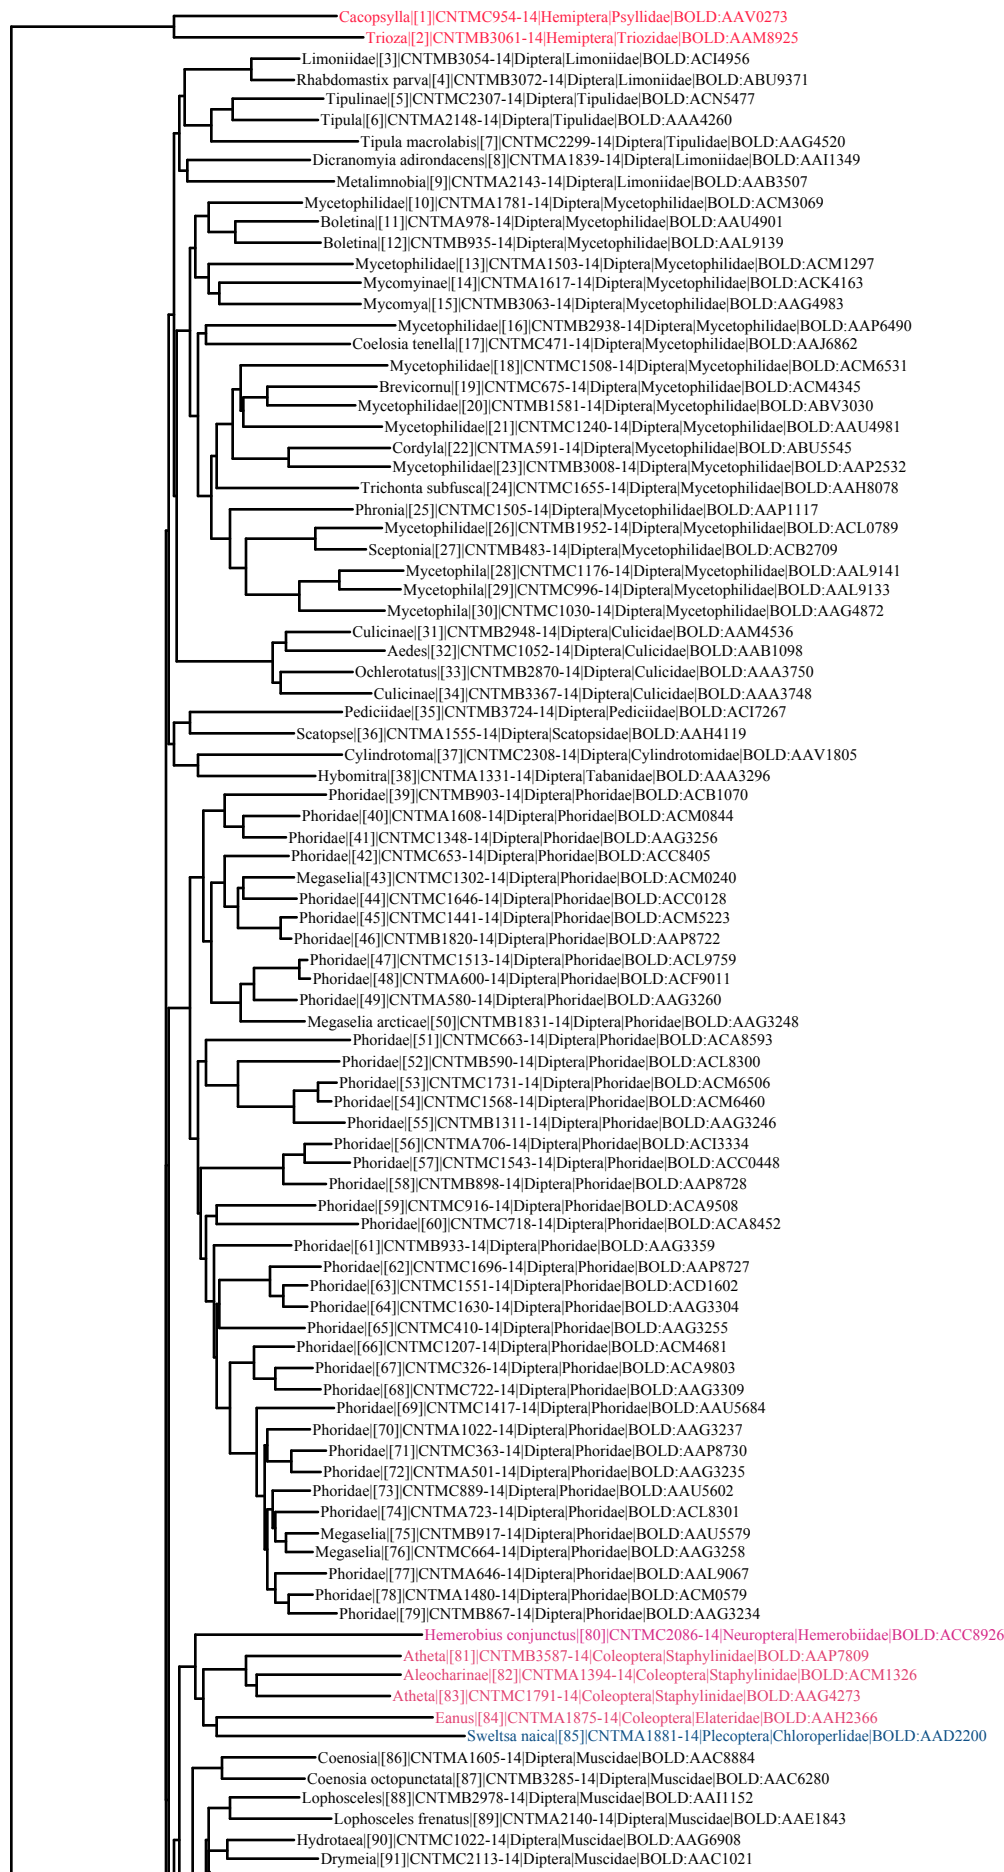 Cacopsylla|[1]|CNTMC954-14|Hemiptera|Psyllidae|BOLD:AAV0273
Trioza|[2]|CNTMB3061-14|Hemiptera|Triozidae|BOLD:AAM8925
Limoniidae|[3]|CNTMB3054-14|Diptera|Limoniidae|BOLD:ACI4956
Rhabdomastix parva|[4]|CNTMB3072-14|Diptera|Limoniidae|BOLD:ABU9371
Tipulinae|[5]|CNTMC2307-14|Diptera|Tipulidae|BOLD:ACN5477
Tipula|[6]|CNTMA2148-14|Diptera|Tipulidae|BOLD:AAA4260
Tipula macrolabis|[7]|CNTMC2299-14|Diptera|Tipulidae|BOLD:AAG4520
Dicranomyia adirondacens|[8]|CNTMA1839-14|Diptera|Limoniidae|BOLD:AAI1349
Metalimnobia|[9]|CNTMA2143-14|Diptera|Limoniidae|BOLD:AAB3507
Mycetophilidae|[10]|CNTMA1781-14|Diptera|Mycetophilidae|BOLD:ACM3069
Boletina|[11]|CNTMA978-14|Diptera|Mycetophilidae|BOLD:AAU4901
Boletina|[12]|CNTMB935-14|Diptera|Mycetophilidae|BOLD:AAL9139
Mycetophilidae|[13]|CNTMA1503-14|Diptera|Mycetophilidae|BOLD:ACM1297
Mycomyinae|[14]|CNTMA1617-14|Diptera|Mycetophilidae|BOLD:ACK4163
Mycomya|[15]|CNTMB3063-14|Diptera|Mycetophilidae|BOLD:AAG4983
Mycetophilidae|[16]|CNTMB2938-14|Diptera|Mycetophilidae|BOLD:AAP6490
Coelosia tenella|[17]|CNTMC471-14|Diptera|Mycetophilidae|BOLD:AAJ6862
Mycetophilidae|[18]|CNTMC1508-14|Diptera|Mycetophilidae|BOLD:ACM6531
Brevicornu|[19]|CNTMC675-14|Diptera|Mycetophilidae|BOLD:ACM4345
Mycetophilidae|[20]|CNTMB1581-14|Diptera|Mycetophilidae|BOLD:ABV3030
Mycetophilidae|[21]|CNTMC1240-14|Diptera|Mycetophilidae|BOLD:AAU4981
Cordyla|[22]|CNTMA591-14|Diptera|Mycetophilidae|BOLD:ABU5545
Mycetophilidae|[23]|CNTMB3008-14|Diptera|Mycetophilidae|BOLD:AAP2532
Trichonta subfusca|[24]|CNTMC1655-14|Diptera|Mycetophilidae|BOLD:AAH8078
Phronia|[25]|CNTMC1505-14|Diptera|Mycetophilidae|BOLD:AAP1117
Mycetophilidae|[26]|CNTMB1952-14|Diptera|Mycetophilidae|BOLD:ACL0789
Sceptonia|[27]|CNTMB483-14|Diptera|Mycetophilidae|BOLD:ACB2709
Mycetophila|[28]|CNTMC1176-14|Diptera|Mycetophilidae|BOLD:AAL9141
Mycetophila|[29]|CNTMC996-14|Diptera|Mycetophilidae|BOLD:AAL9133
Mycetophila|[30]|CNTMC1030-14|Diptera|Mycetophilidae|BOLD:AAG4872
Culicinae|[31]|CNTMB2948-14|Diptera|Culicidae|BOLD:AAM4536
Aedes|[32]|CNTMC1052-14|Diptera|Culicidae|BOLD:AAB1098
Ochlerotatus|[33]|CNTMB2870-14|Diptera|Culicidae|BOLD:AAA3750
Culicinae|[34]|CNTMB3367-14|Diptera|Culicidae|BOLD:AAA3748
Pediciidae|[35]|CNTMB3724-14|Diptera|Pediciidae|BOLD:ACI7267
Scatopse|[36]|CNTMA1555-14|Diptera|Scatopsidae|BOLD:AAH4119
Cylindrotoma|[37]|CNTMC2308-14|Diptera|Cylindrotomidae|BOLD:AAV1805
Hybomitra|[38]|CNTMA1331-14|Diptera|Tabanidae|BOLD:AAA3296
Phoridae|[39]|CNTMB903-14|Diptera|Phoridae|BOLD:ACB1070
Phoridae|[40]|CNTMA1608-14|Diptera|Phoridae|BOLD:ACM0844
Phoridae|[41]|CNTMC1348-14|Diptera|Phoridae|BOLD:AAG3256
Phoridae|[42]|CNTMC653-14|Diptera|Phoridae|BOLD:ACC8405
Megaselia|[43]|CNTMC1302-14|Diptera|Phoridae|BOLD:ACM0240
Phoridae|[44]|CNTMC1646-14|Diptera|Phoridae|BOLD:ACC0128
Phoridae|[45]|CNTMC1441-14|Diptera|Phoridae|BOLD:ACM5223
Phoridae|[46]|CNTMB1820-14|Diptera|Phoridae|BOLD:AAP8722
Phoridae|[47]|CNTMC1513-14|Diptera|Phoridae|BOLD:ACL9759
Phoridae|[48]|CNTMA600-14|Diptera|Phoridae|BOLD:ACF9011
Phoridae|[49]|CNTMA580-14|Diptera|Phoridae|BOLD:AAG3260
Megaselia arcticae|[50]|CNTMB1831-14|Diptera|Phoridae|BOLD:AAG3248
Phoridae|[51]|CNTMC663-14|Diptera|Phoridae|BOLD:ACA8593
Phoridae|[52]|CNTMB590-14|Diptera|Phoridae|BOLD:ACL8300
Phoridae|[53]|CNTMC1731-14|Diptera|Phoridae|BOLD:ACM6506
Phoridae|[54]|CNTMC1568-14|Diptera|Phoridae|BOLD:ACM6460
Phoridae|[55]|CNTMB1311-14|Diptera|Phoridae|BOLD:AAG3246
Phoridae|[56]|CNTMA706-14|Diptera|Phoridae|BOLD:ACI3334
Phoridae|[57]|CNTMC1543-14|Diptera|Phoridae|BOLD:ACC0448
Phoridae|[58]|CNTMB898-14|Diptera|Phoridae|BOLD:AAP8728
Phoridae|[59]|CNTMC916-14|Diptera|Phoridae|BOLD:ACA9508
Phoridae|[60]|CNTMC718-14|Diptera|Phoridae|BOLD:ACA8452
Phoridae|[61]|CNTMB933-14|Diptera|Phoridae|BOLD:AAG3359
Phoridae|[62]|CNTMC1696-14|Diptera|Phoridae|BOLD:AAP8727
Phoridae|[63]|CNTMC1551-14|Diptera|Phoridae|BOLD:ACD1602
Phoridae|[64]|CNTMC1630-14|Diptera|Phoridae|BOLD:AAG3304
Phoridae|[65]|CNTMC410-14|Diptera|Phoridae|BOLD:AAG3255
Phoridae|[66]|CNTMC1207-14|Diptera|Phoridae|BOLD:ACM4681
Phoridae|[67]|CNTMC326-14|Diptera|Phoridae|BOLD:ACA9803
Phoridae|[68]|CNTMC722-14|Diptera|Phoridae|BOLD:AAG3309
Phoridae|[69]|CNTMC1417-14|Diptera|Phoridae|BOLD:AAU5684
Phoridae|[70]|CNTMA1022-14|Diptera|Phoridae|BOLD:AAG3237
Phoridae|[71]|CNTMC363-14|Diptera|Phoridae|BOLD:AAP8730
Phoridae|[72]|CNTMA501-14|Diptera|Phoridae|BOLD:AAG3235
Phoridae|[73]|CNTMC889-14|Diptera|Phoridae|BOLD:AAU5602
Phoridae|[74]|CNTMA723-14|Diptera|Phoridae|BOLD:ACL8301
Megaselia|[75]|CNTMB917-14|Diptera|Phoridae|BOLD:AAU5579
Megaselia|[76]|CNTMC664-14|Diptera|Phoridae|BOLD:AAG3258
Phoridae|[77]|CNTMA646-14|Diptera|Phoridae|BOLD:AAL9067
Phoridae|[78]|CNTMA1480-14|Diptera|Phoridae|BOLD:ACM0579
Phoridae|[79]|CNTMB867-14|Diptera|Phoridae|BOLD:AAG3234
Hemerobius conjunctus|[80]|CNTMC2086-14|Neuroptera|Hemerobiidae|BOLD:ACC8926
Atheta|[81]|CNTMB3587-14|Coleoptera|Staphylinidae|BOLD:AAP7809
Aleocharinae|[82]|CNTMA1394-14|Coleoptera|Staphylinidae|BOLD:ACM1326
Atheta|[83]|CNTMC1791-14|Coleoptera|Staphylinidae|BOLD:AAG4273
Eanus|[84]|CNTMA1875-14|Coleoptera|Elateridae|BOLD:AAH2366
Sweltsa naica|[85]|CNTMA1881-14|Plecoptera|Chloroperlidae|BOLD:AAD2200
Coenosia|[86]|CNTMA1605-14|Diptera|Muscidae|BOLD:AAC8884
Coenosia octopunctata|[87]|CNTMB3285-14|Diptera|Muscidae|BOLD:AAC6280
Lophosceles|[88]|CNTMB2978-14|Diptera|Muscidae|BOLD:AAI1152
Lophosceles frenatus|[89]|CNTMA2140-14|Diptera|Muscidae|BOLD:AAE1843
Hydrotaea|[90]|CNTMC1022-14|Diptera|Muscidae|BOLD:AAG6908
Drymeia|[91]|CNTMC2113-14|Diptera|Muscidae|BOLD:AAC1021